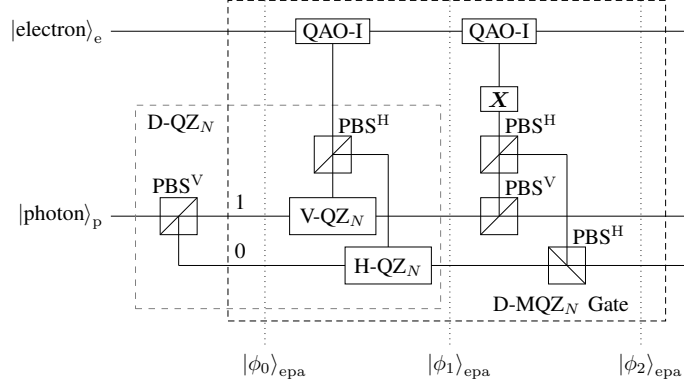 |electron⟩e QAO-I QAO-I
X
D-QZN PBSH PBSH
PBSV PBSV
|photon⟩p 1 V-QZN
PBSH
0 H-QZN
D-MQZN Gate
|ϕ0⟩epa |ϕ1⟩epa |ϕ2⟩epa